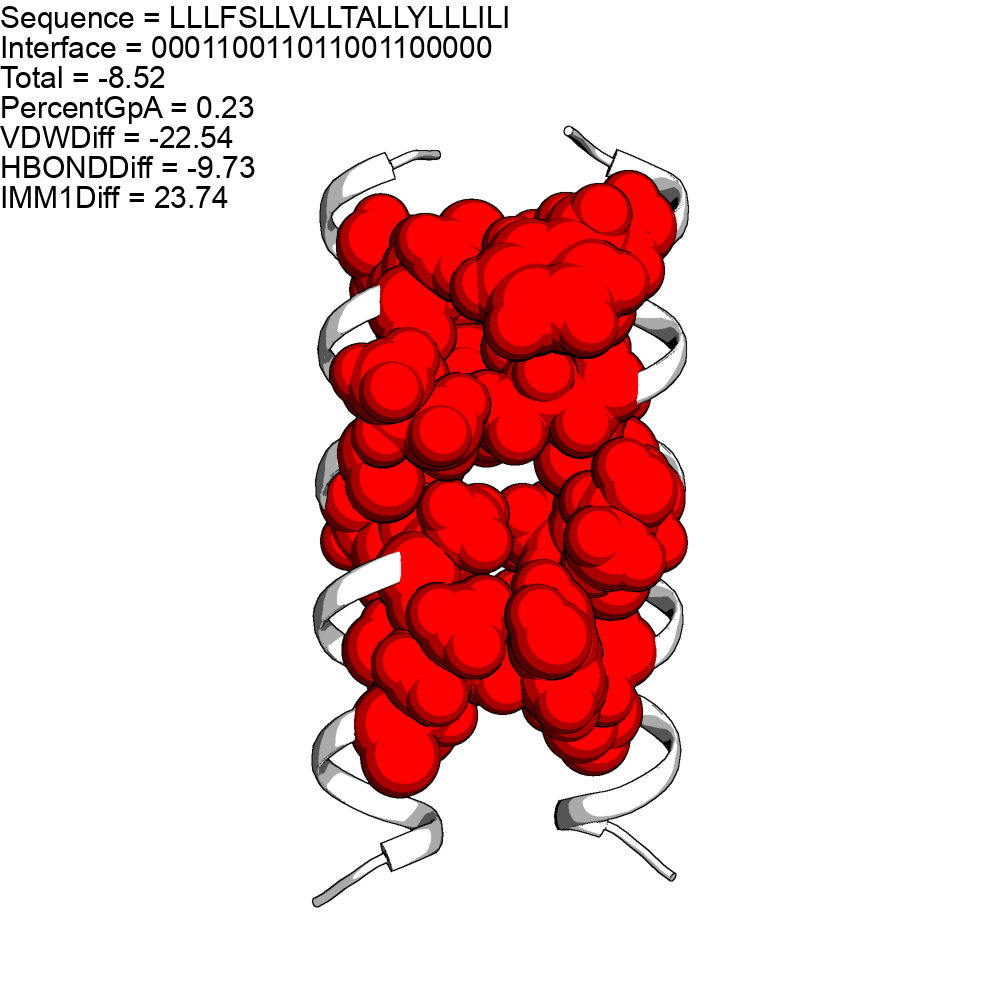 Sequence = LLLFSLLVLLTALLYLLLILI
Interface = 000110011011001100000
Total = -8.52
PercentGpA = 0.23
VDWDiff = -22.54
HBONDDiff = -9.73
IMM1Diff = 23.74